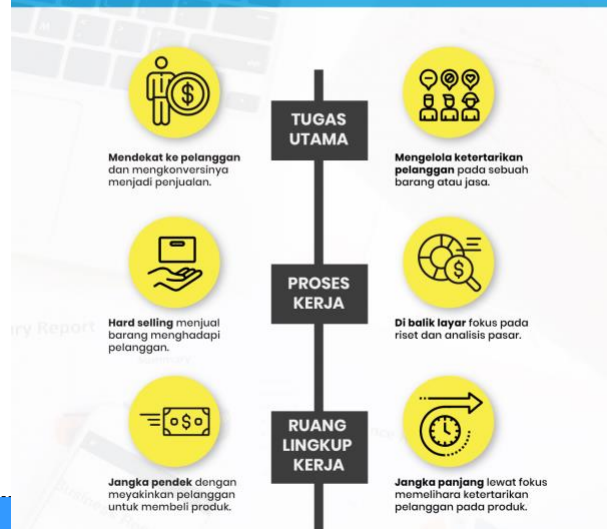 TUGAS
UTAMA
Mendekat ke pelanggan
dan mengkonversinya
menjadi penjualan.
Mengelola ketertarikan
pelanggan pada sebuah
barang atau jasa.
PROSES
KERJA
Hard selling menjual
barang menghadapi
pelanggan.
Di balik layar fokus pada
riset dan analisis pasar.
RUANG
LINGKUP
KERJA
Jangka pendek dengan
meyakinkan pelanggan
untuk membeli produk.
Jangka panjang lewat fokus
memelihara ketertarikan
pelanggan pada produk.